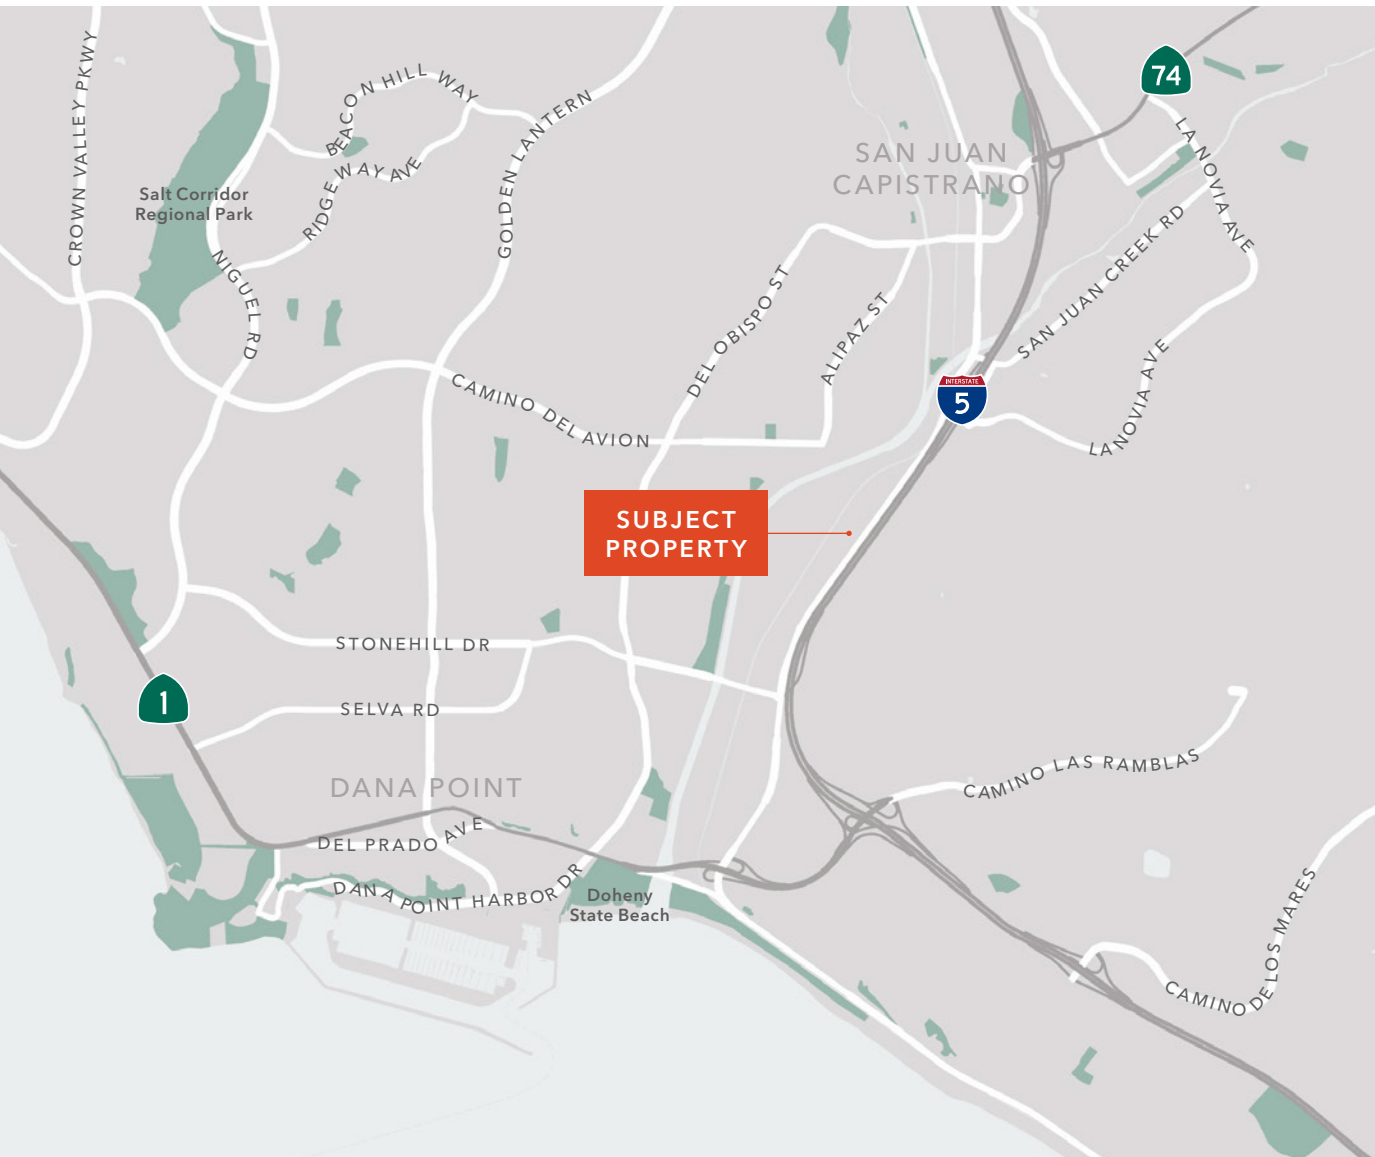 CROWN VALLEY PKWY
BEACON HILL WAY
GOLDEN LANTERN
RIDGEWAY AVE
Salt Corridor
Regional Park
NIGUEL RD
74
LA NOVIA AVE
SAN JUAN
CAPISTRANO
SAN JUAN CREEK RD
DEL OBISPO ST
ALIPAZ ST
CAMINO DEL AVION
INTERSTATE
5
LA NOVIA AVE
SUBJECT
PROPERTY
STONEHILL DR
SELVA RD
1
DANA POINT
DEL PRADO AVE
DANA POINT HARBOR DR
Doheny
State Beach
CAMINO LAS RAMBLAS
CAMINO DE LOS MARES